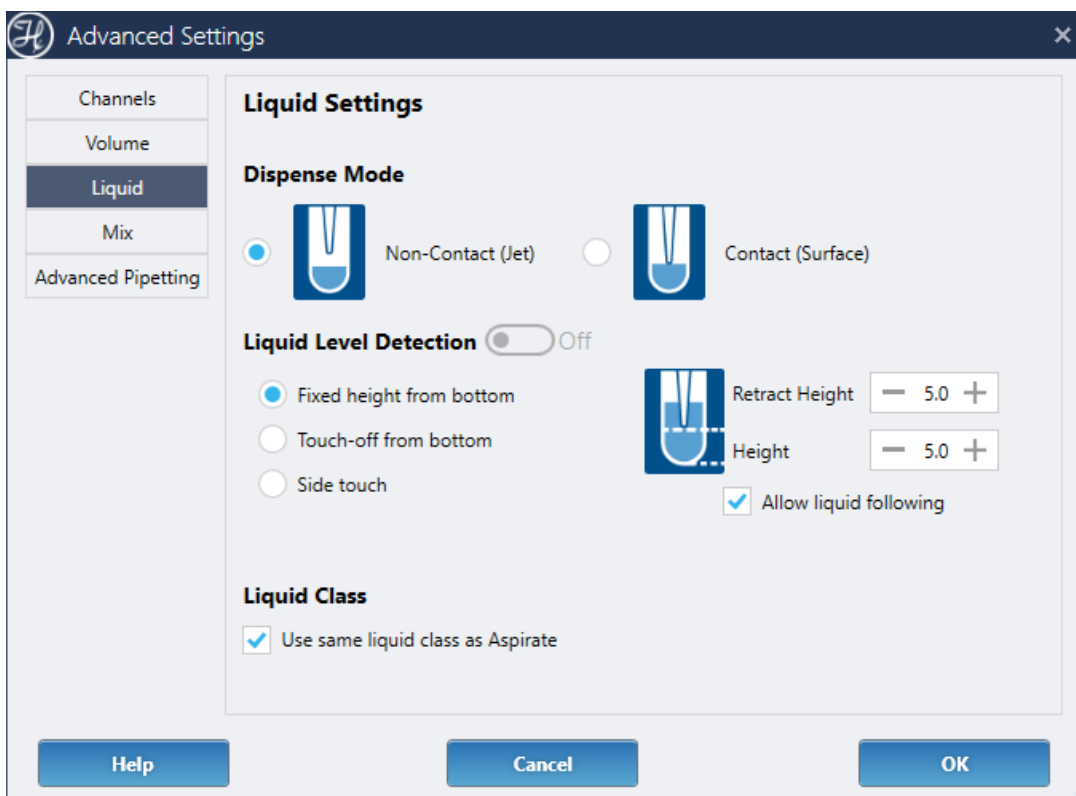 Advanced Settings
Channels
Volume
Liquid
Mix
Advanced Pipetting
Liquid Settings
Dispense Mode
Non-Contact (Jet)
Contact (Surface)
Liquid Level Detection Off
Fixed height from bottom
Touch-off from bottom
Side touch
Retract Height 5.0
Height 5.0
Allow liquid following
Liquid Class
Use same liquid class as Aspirate
Help
Cancel
OK